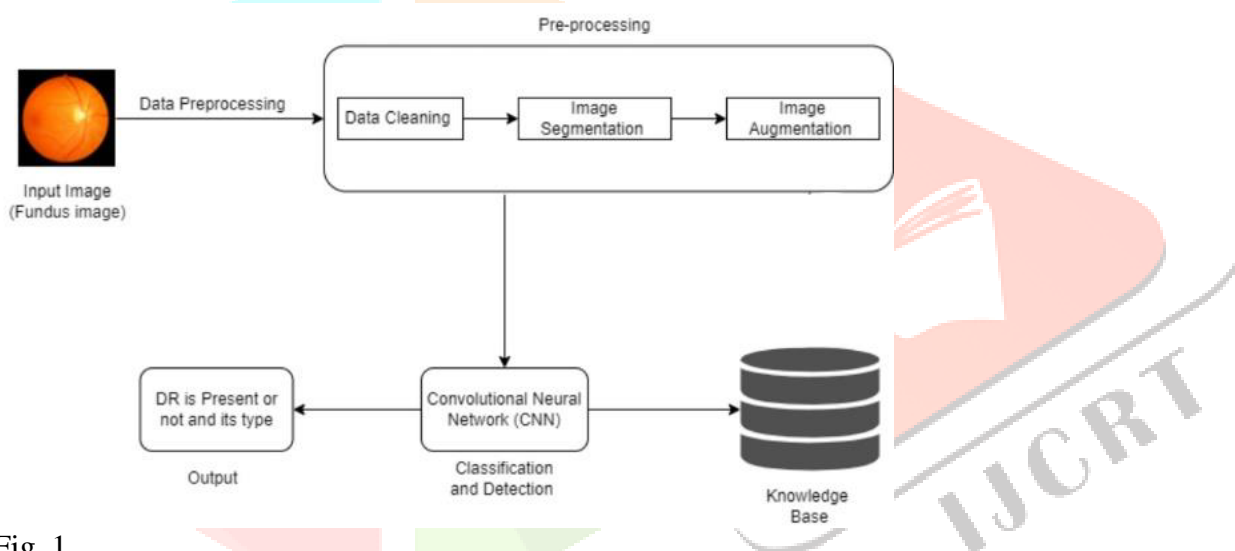 Pre-processing
Data Preprocessing
Data Cleaning
Image
Segmentation
Image
Augmentation
Input Image
(Fundus image)
DR is Present or
not and its type
Output
Convolutional Neural
Network (CNN)
Classification
and Detection
Knowledge
Base
IJCRT
Fig. 1